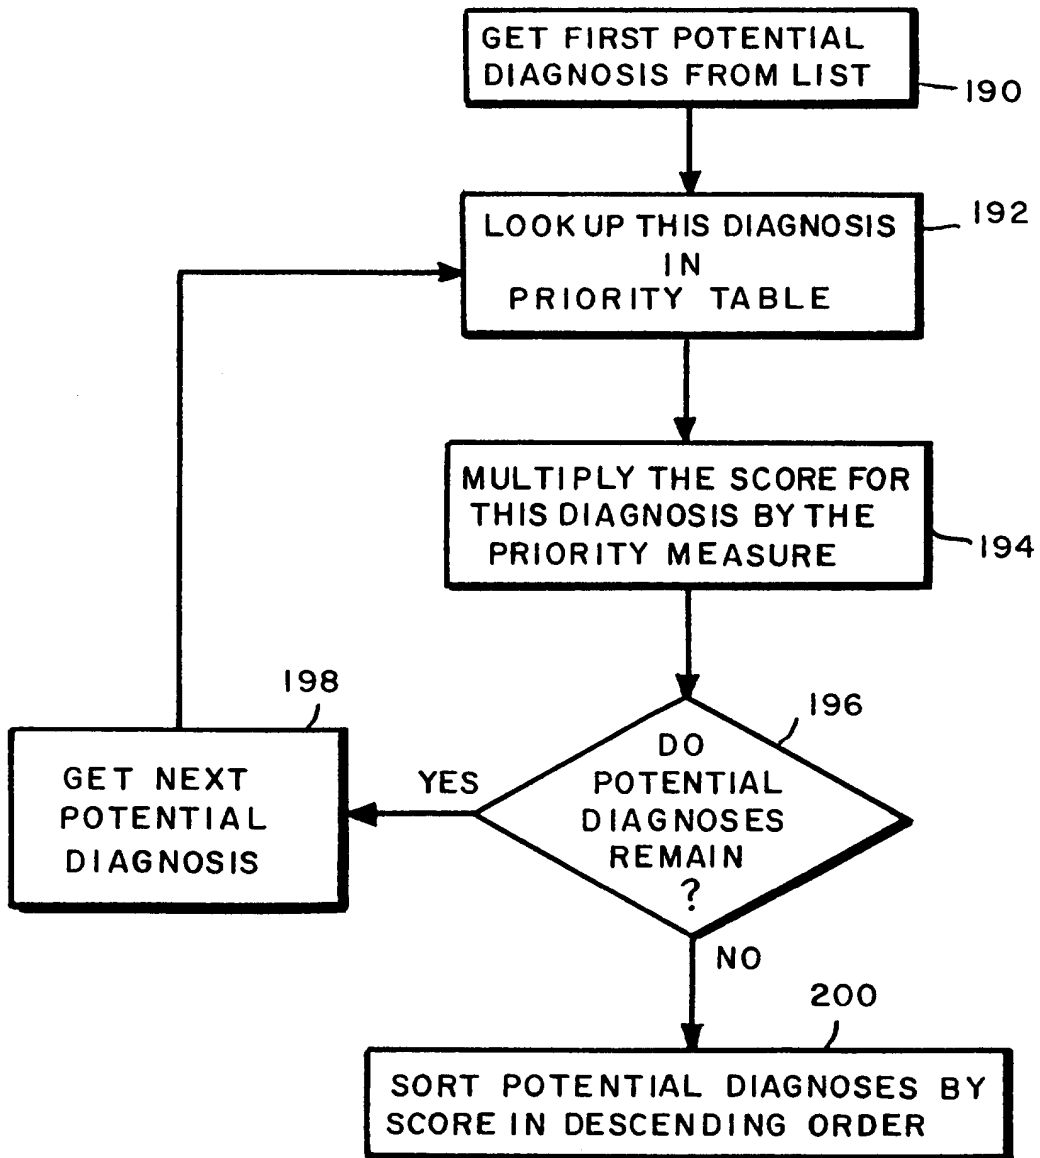 GET FIRST POTENTIAL
DIAGNOSIS FROM LIST
190
LOOK UP THIS DIAGNOSIS
IN
PRIORITY TABLE
192
MULTIPLY THE SCORE FOR
THIS DIAGNOSIS BY THE
PRIORITY MEASURE
194
198
GET NEXT
POTENTIAL
DIAGNOSIS
YES
196
DO
POTENTIAL
DIAGNOSES
REMAIN
?
NO
200
SORT POTENTIAL DIAGNOSES BY
SCORE IN DESCENDING ORDER